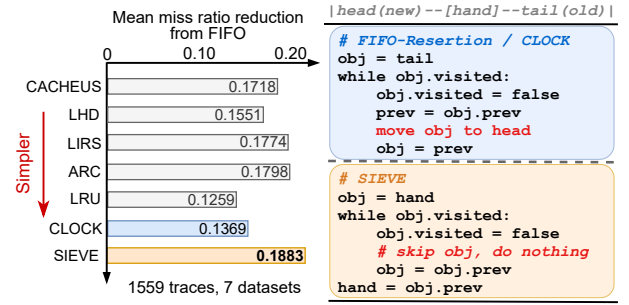 Mean miss ratio reduction
from FIFO
0 0.10 0.20
CACHEUS 0.1718
LHD 0.1551
LIRS 0.1774
ARC 0.1798
LRU 0.1259
CLOCK 0.1369
SIEVE 0.1883
Simpler
1559 traces, 7 datasets
|head(new)--[hand]--tail(old)|
# FIFO-Resertion / CLOCK
obj = tail
while obj.visited:
    obj.visited = false
    prev = obj.prev
    move obj to head
    obj = prev
# SIEVE
obj = hand
while obj.visited:
    obj.visited = false
    # skip obj, do nothing
    obj = obj.prev
hand = obj.prev